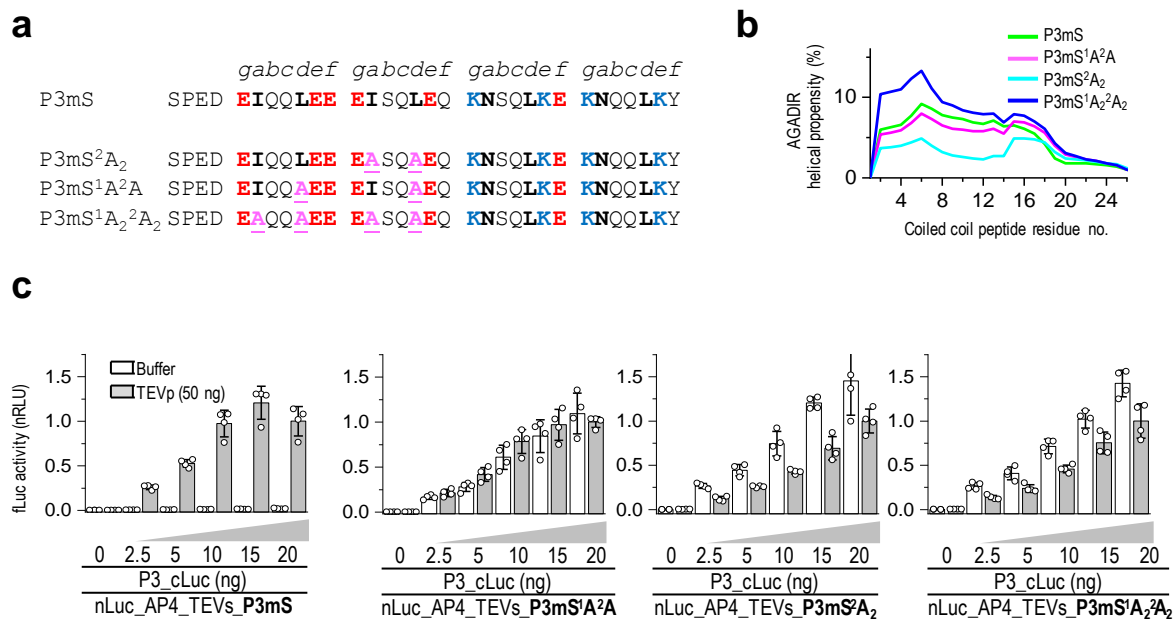 a
gabcdef gabcdef gabcdef gabcdef
P3mS SPED EIQQLEE EISQLEQ KNSQLKE KNQQLKY
P3mS²A₂ SPED EIQQLEE EASQAEQ KNSQLKE KNQQLKY
P3mS¹A²A SPED EIQQAEE EISQAEQ KNSQLKE KNQQLKY
P3mS¹A₂²A₂ SPED EAQQAEE EASQAEQ KNSQLKE KNQQLKY
b
AGADIR
helical propensity (%)
10
0
4 8 12 16 20 24
Coiled coil peptide residue no.
P3mS
P3mS¹A²A
P3mS²A₂
P3mS¹A₂²A₂
c
fLuc activity (nRLU)
Buffer
TEVp (50 ng)
1.5
1.0
0.5
0.0
0 2.5 5 10 15 20
P3_cLuc (ng)
nLuc_AP4_TEVs_P3mS
1.5
1.0
0.5
0.0
0 2.5 5 10 15 20
P3_cLuc (ng)
nLuc_AP4_TEVs_P3mS¹A²A
1.5
1.0
0.5
0.0
0 2.5 5 10 15 20
P3_cLuc (ng)
nLuc_AP4_TEVs_P3mS²A₂
1.5
1.0
0.5
0.0
0 2.5 5 10 15 20
P3_cLuc (ng)
nLuc_AP4_TEVs_P3mS¹A₂²A₂